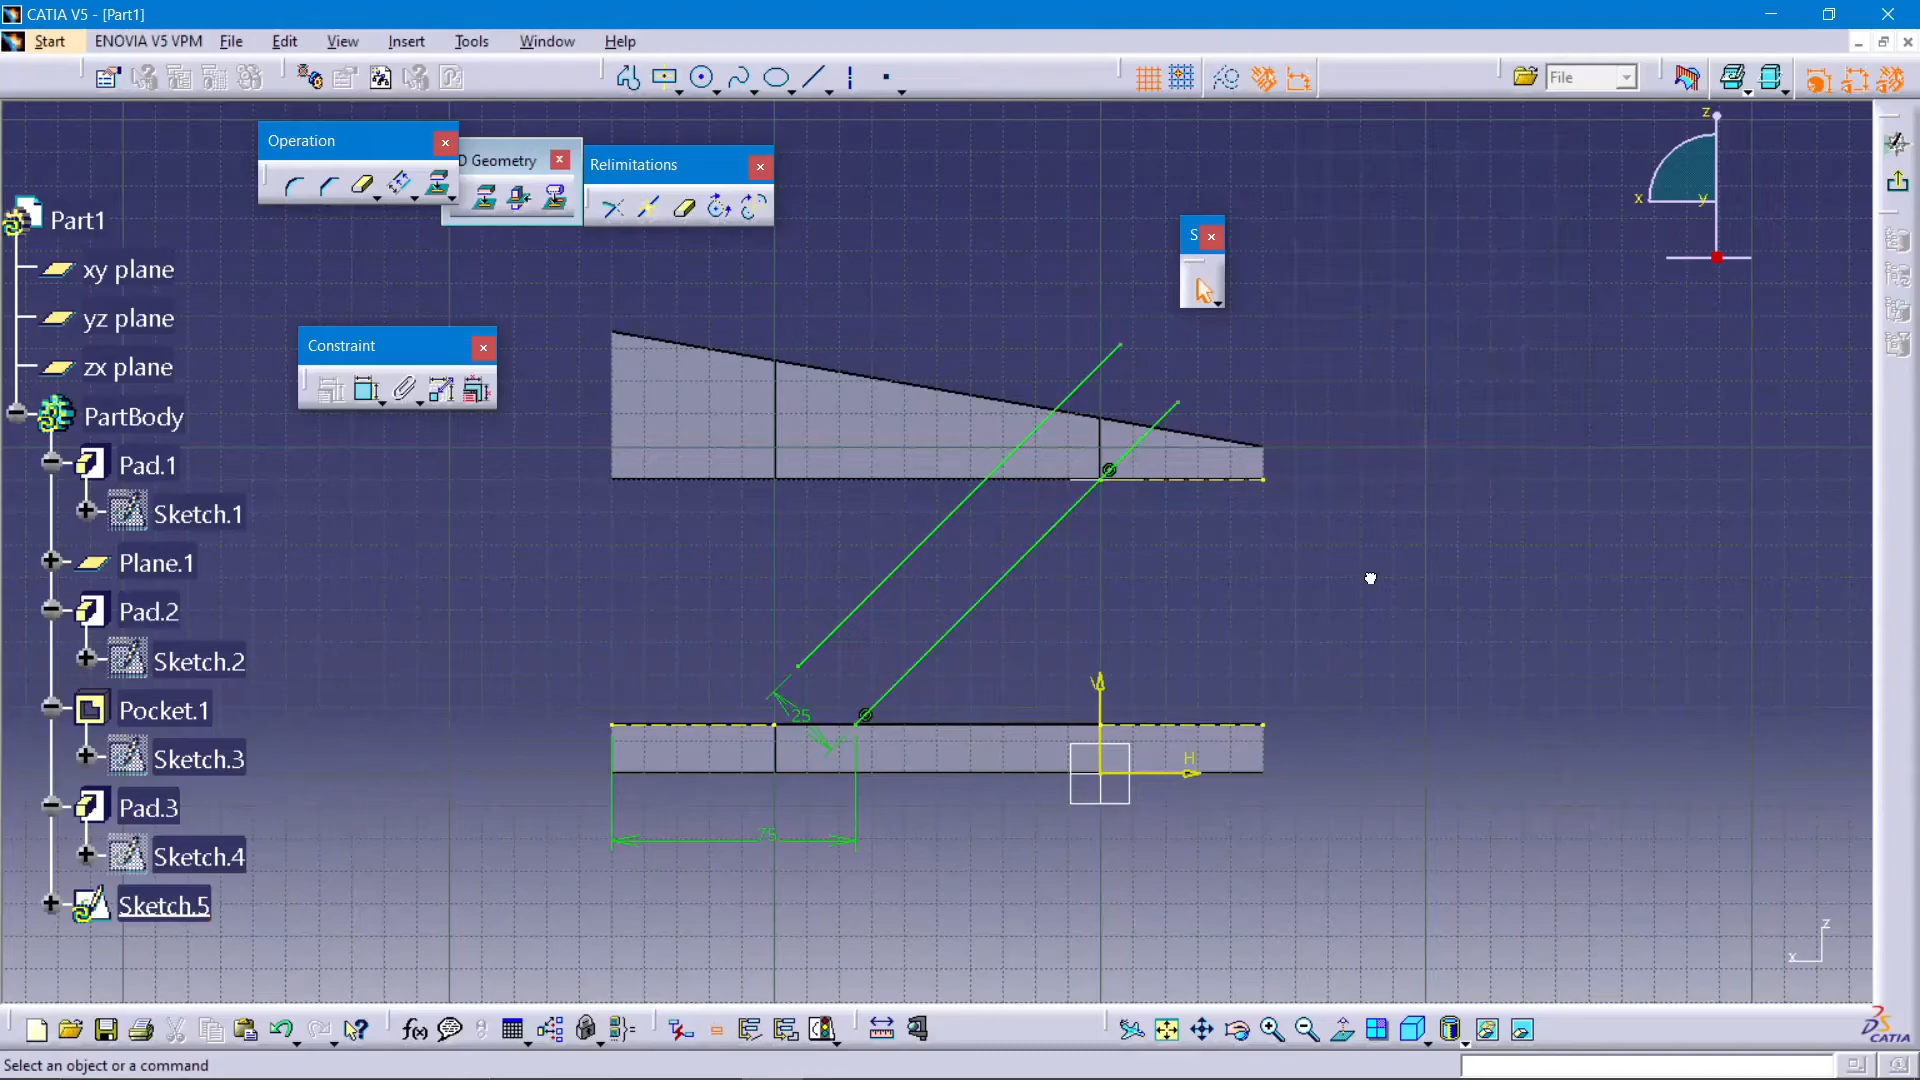 CATIA V5 - [Part1]
Start ENOVIA V5 VPM File Edit View Insert Tools Window Help
File
Operation
D Geometry
Relimitations
S
Constraint
Part1
xy plane
yz plane
zx plane
PartBody
Pad.1
Sketch.1
Plane.1
Pad.2
Sketch.2
Pocket.1
Sketch.3
Pad.3
Sketch.4
Sketch.5
z
x
y
25
75
V
H
z
x
f(x)
CATIA
Select an object or a command